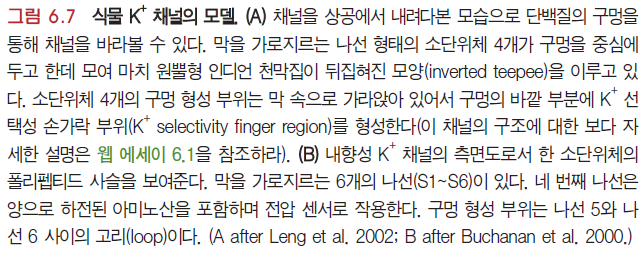 그림 6.7 식물 K⁺ 채널의 모델. (A) 채널을 상공에서 내려다본 모습으로 단백질의 구멍을
통해 채널을 바라볼 수 있다. 막을 가로지르는 나선 형태의 소단위체 4개가 구멍을 중심에
두고 한데 모여 마치 원뿔형 인디언 천막집이 뒤집혀진 모양(inverted teepee)을 이루고 있
다. 소단위체 4개의 구멍 형성 부위는 막 속으로 가라앉아 있어서 구멍의 바깥 부분에 K⁺ 선
택성 손가락 부위(K⁺ selectivity finger region)를 형성한다(이 채널의 구조에 대한 보다 자
세한 설명은 웹 에세이 6.1을 참조하라). (B) 내향성 K⁺ 채널의 측면도로서 한 소단위체의
폴리펩티드 사슬을 보여준다. 막을 가로지르는 6개의 나선(S1~S6)이 있다. 네 번째 나선은
양으로 하전된 아미노산을 포함하며 전압 센서로 작용한다. 구멍 형성 부위는 나선 5와 나
선 6 사이의 고리(loop)이다. (A after Leng et al. 2002; B after Buchanan et al. 2000.)